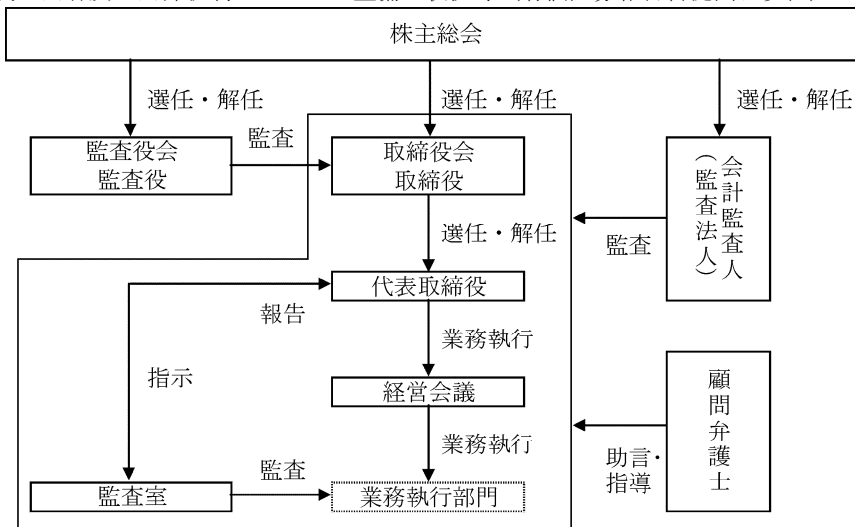 株主総会
選任・解任
選任・解任
選任・解任
監査役会
監査役
監査
取締役会
取締役
会計監査人
（監査法人）
監査
選任・解任
代表取締役
報告
業務執行
指示
経営会議
顧問弁護士
業務執行
助言・
指導
監査
監査室
業務執行部門